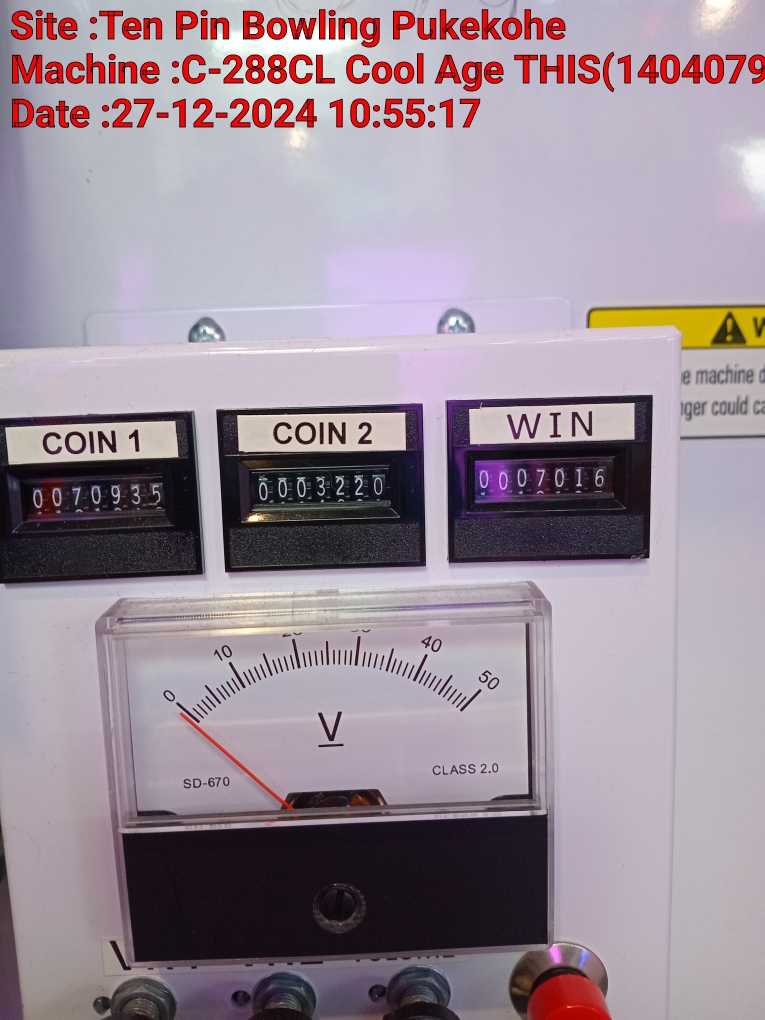 Site :Ten Pin Bowling Pukekohe
Machine :C-288CL Cool Age THIS(1404079
Date :27-12-2024 10:55:17
e machine d
nger could ca
COIN 1
COIN 2
WIN
0070935
0003220
0007016
0 10 40 50
V
SD-670
CLASS 2.0